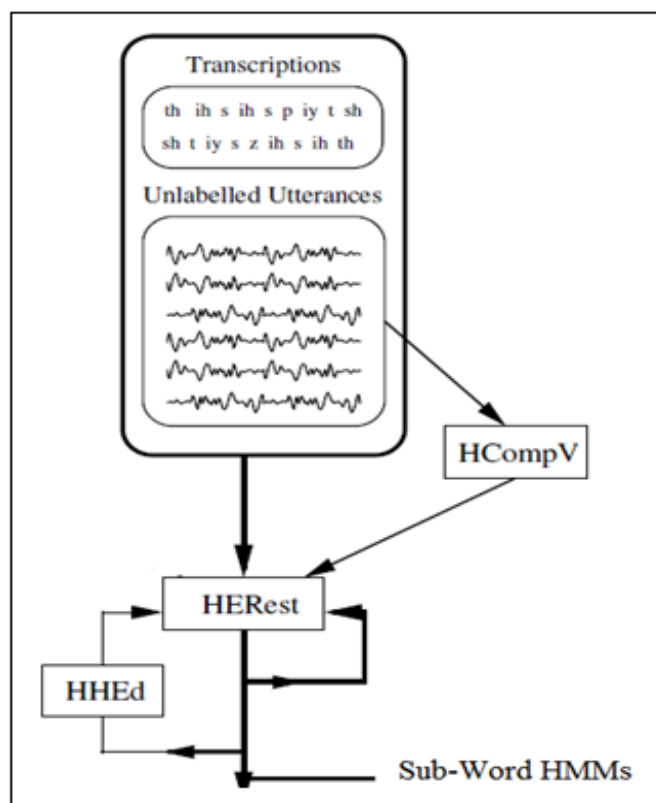 Transcriptions
th ih s ih s p iy t sh
sh t iy s z ih s ih th
Unlabelled Utterances
HCompV
HERest
HHEd
Sub-Word HMMs